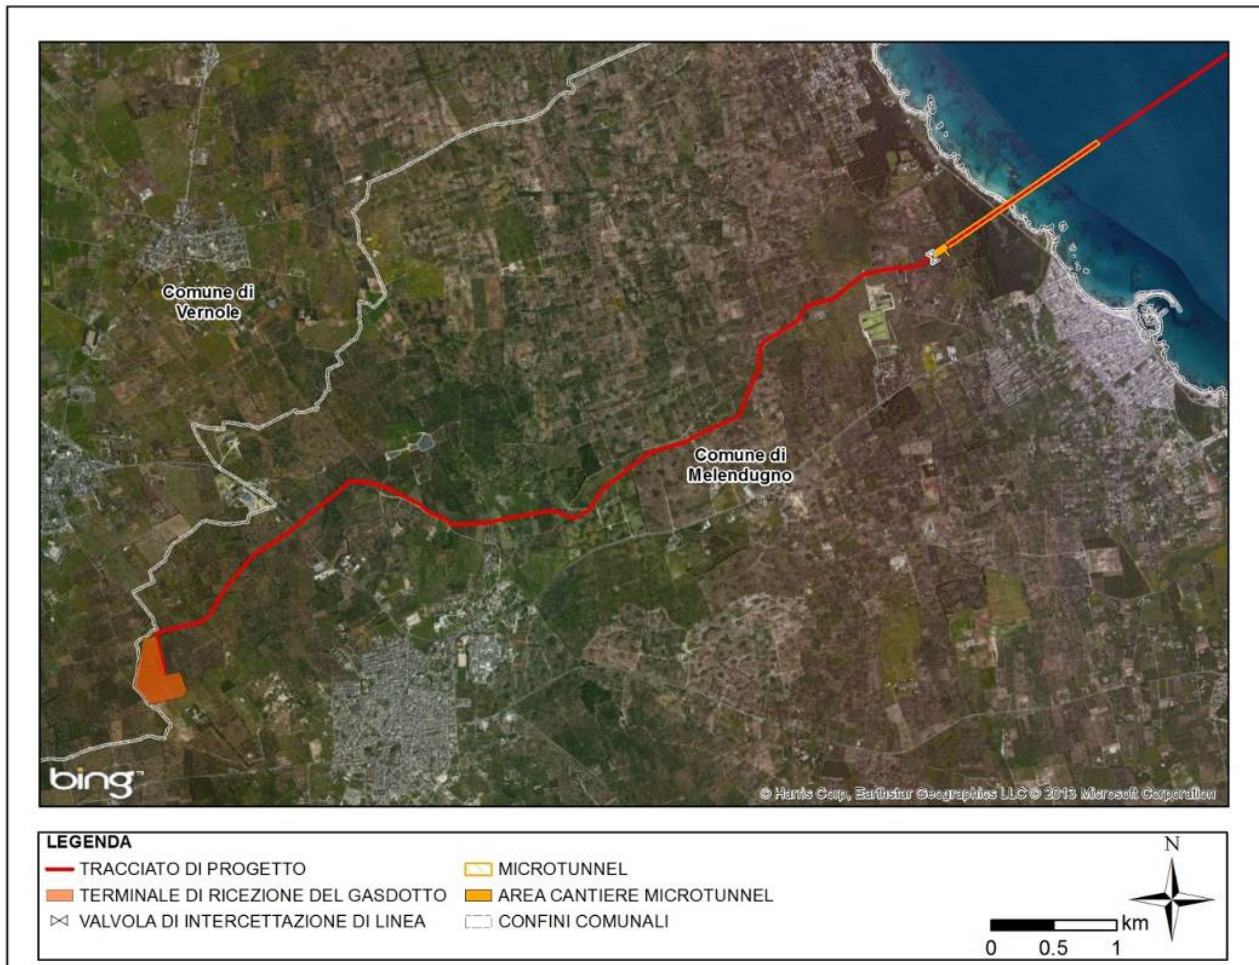 Comune di
Vernole
Comune di
Melendugno
bing™
© Harris Corp, Earthstar Geographics LLC © 2013 Microsoft Corporation
LEGENDA
TRACCIATO DI PROGETTO
TERMINALE DI RICEZIONE DEL GASDOTTO
VALVOLA DI INTERCETTAZIONE DI LINEA
MICROTUNNEL
AREA CANTIERE MICROTUNNEL
CONFINI COMUNALI
N
km
0 0.5 1